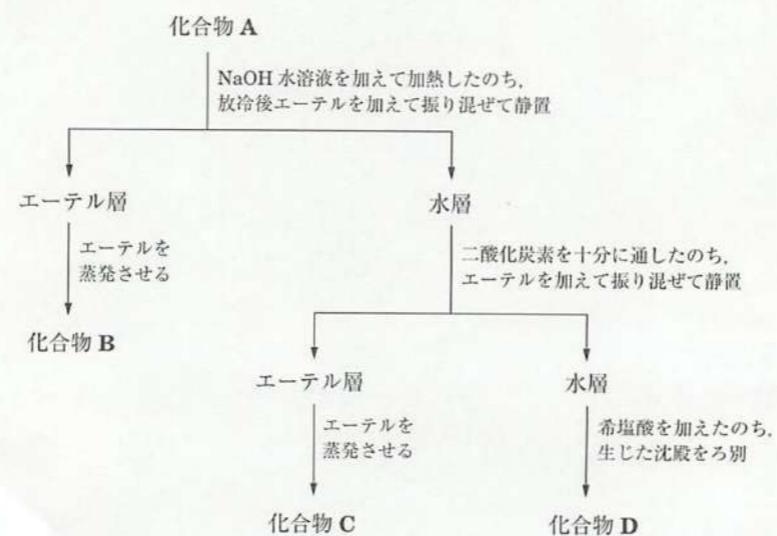 化合物 A
NaOH 水溶液を加えて加熱したのち,
放冷後エーテルを加えて振り混ぜて静置
エーテル層
水層
エーテルを
蒸発させる
二酸化炭素を十分に通したのち,
エーテルを加えて振り混ぜて静置
化合物 B
エーテル層
水層
エーテルを
蒸発させる
希塩酸を加えたのち,
生じた沈殿をろ別
化合物 C
化合物 D